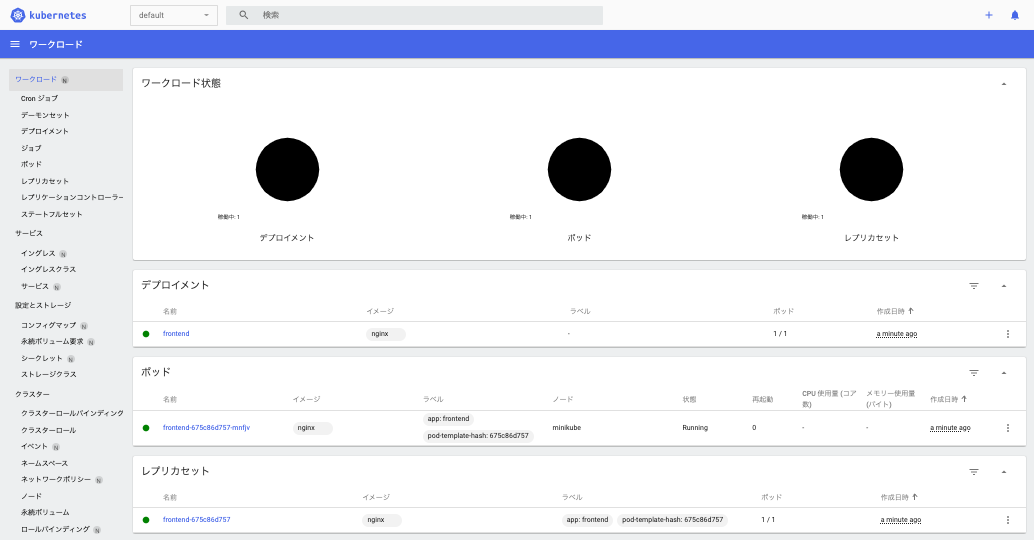 kubernetes
default
検索
ワークロード
ワークロード N
Cron ジョブ
デーモンセット
デプロイメント
ジョブ
ポッド
レプリカセット
レプリケーションコントローラー
ステートフルセット
サービス
イングレス N
イングレスクラス
サービス N
設定とストレージ
コンフィグマップ N
永続ボリューム要求 N
シークレット N
ストレージクラス
クラスター
クラスターロールバインディング
クラスターロール
イベント N
ネームスペース
ネットワークポリシー N
ノード
永続ボリューム
ロールバインディング N
ワークロード状態
稼働中: 1
デプロイメント
稼働中: 1
ポッド
稼働中: 1
レプリカセット
デプロイメント
名前 イメージ ラベル ポッド 作成日時
frontend nginx - 1 / 1 a minute ago
ポッド
名前 イメージ ラベル ノード 状態 再起動 CPU 使用量 (コア数) メモリー使用量 (バイト) 作成日時
frontend-675c86d757-mnfjv nginx app: frontend pod-template-hash: 675c86d757 minikube Running 0 - - a minute ago
レプリカセット
名前 イメージ ラベル ポッド 作成日時
frontend-675c86d757 nginx app: frontend pod-template-hash: 675c86d757 1 / 1 a minute ago